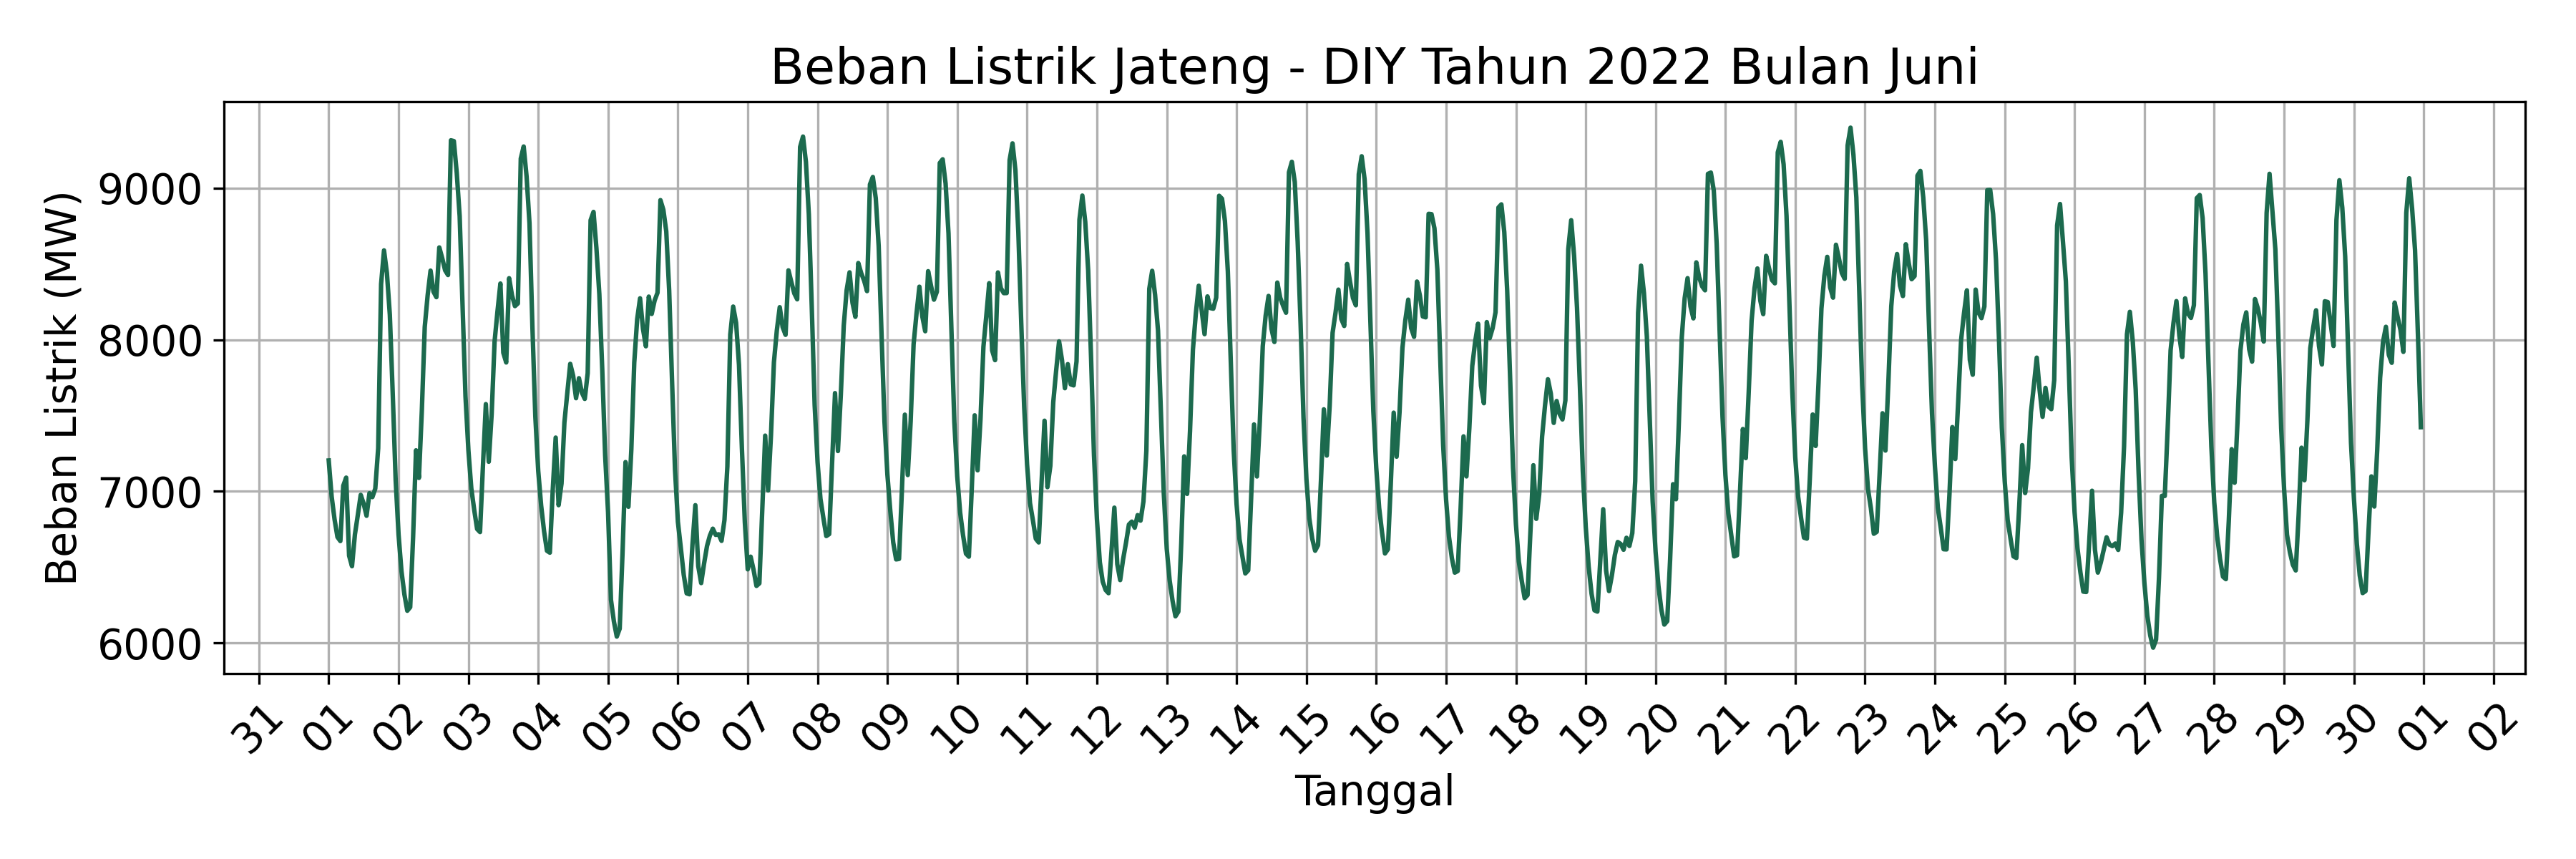 Beban Listrik Jateng - DIY Tahun 2022 Bulan Juni
Beban Listrik (MW)
9000
8000
7000
6000
31 01 02 03 04 05 06 07 08 09 10 11 12 13 14 15 16 17 18 19 20 21 22 23 24 25 26 27 28 29 30 01 02
Tanggal